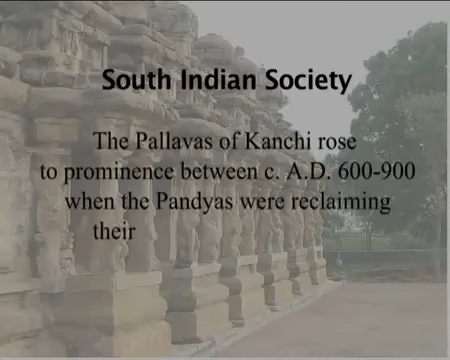 South Indian Society
The Pallavas of Kanchi rose
to prominence between c. A.D. 600-900
when the Pandyas were reclaiming
their